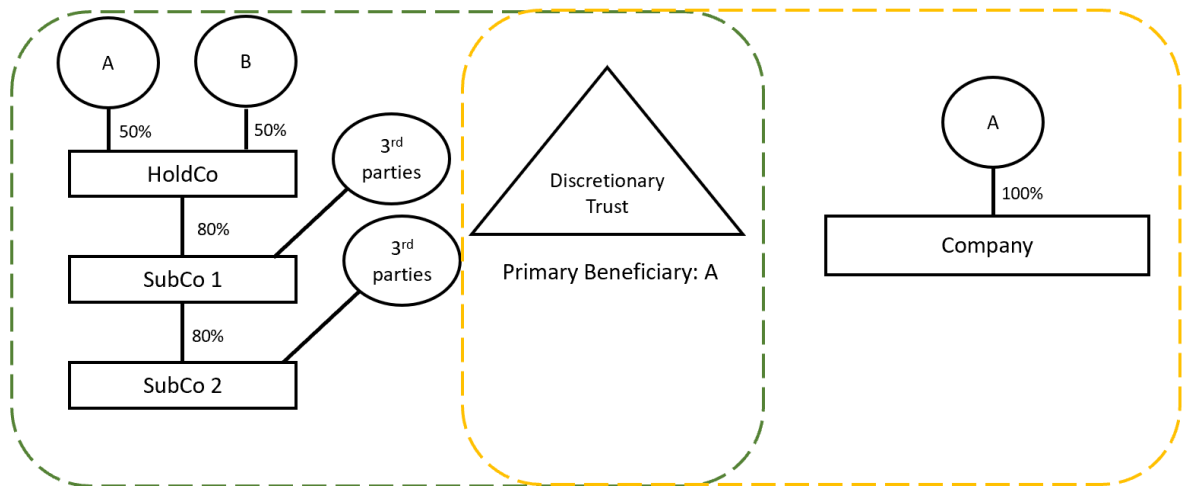 A
B
50%
50%
HoldCo
80%
3rd
parties
SubCo 1
3rd
parties
80%
SubCo 2
Discretionary
Trust
Primary Beneficiary: A
A
100%
Company